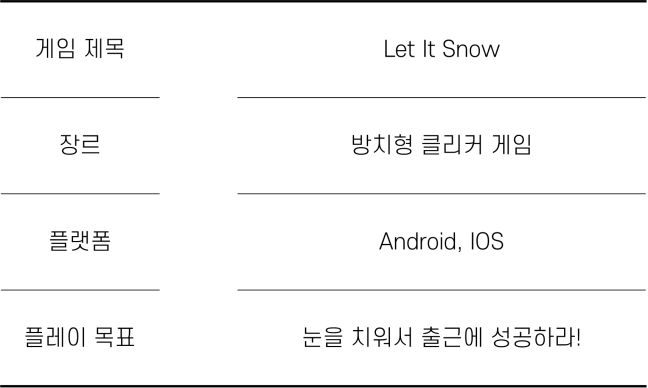 게임 제목 Let It Snow
장르 방치형 클리커 게임
플랫폼 Android, IOS
플레이 목표 눈을 치워서 출근에 성공하라!